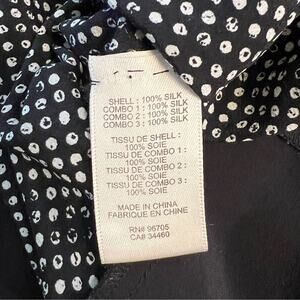 SHELL : 100% SILK
COMBO 1 : 100% SILK
COMBO 2 : 100% SILK
COMBO 3 : 100% SILK
TISSU DE SHELL :
100% SOIE
TISSU DE COMBO 1 :
100% SOIE
TISSU DE COMBO 2 :
100% SOIE
TISSU DE COMBO 3 :
100% SOIE
MADE IN CHINA
FABRIQUE EN CHINE
RN# 96705
CA# 34460